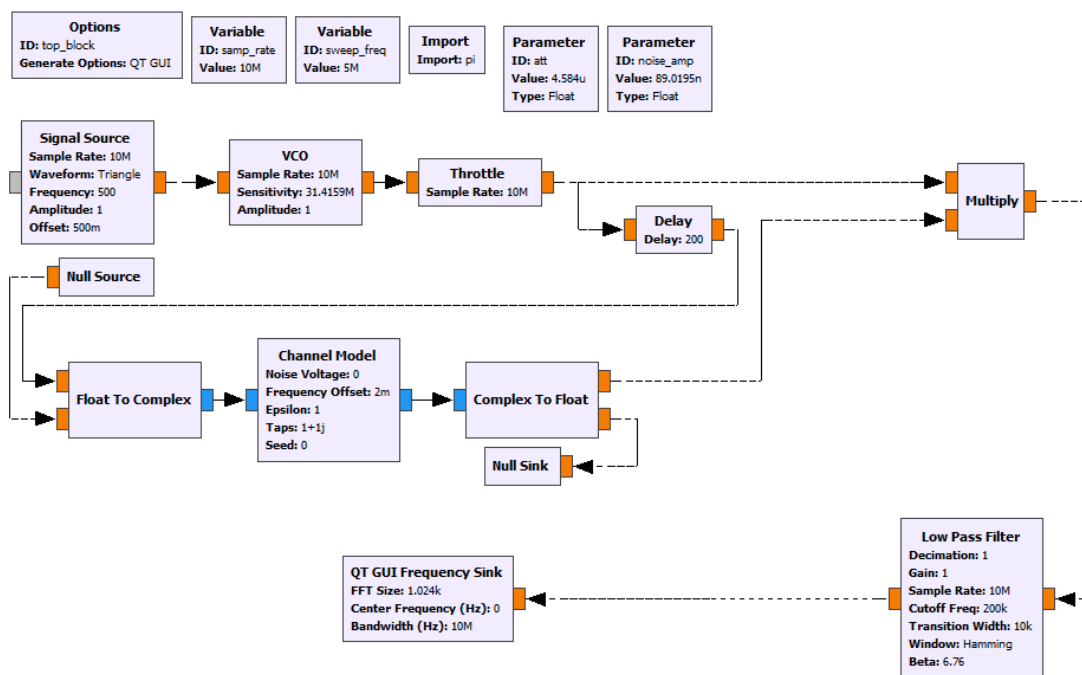 Options
ID: top_block
Generate Options: QT GUI
Variable
ID: samp_rate
Value: 10M
Variable
ID: sweep_freq
Value: 5M
Import
Import: pi
Parameter
ID: att
Value: 4.584u
Type: Float
Parameter
ID: noise_amp
Value: 89.0195n
Type: Float
Signal Source
Sample Rate: 10M
Waveform: Triangle
Frequency: 500
Amplitude: 1
Offset: 500m
VCO
Sample Rate: 10M
Sensitivity: 31.4159M
Amplitude: 1
Throttle
Sample Rate: 10M
Delay
Delay: 200
Multiply
Null Source
Float To Complex
Channel Model
Noise Voltage: 0
Frequency Offset: 2m
Epsilon: 1
Taps: 1+1j
Seed: 0
Complex To Float
Null Sink
QT GUI Frequency Sink
FFT Size: 1.024k
Center Frequency (Hz): 0
Bandwidth (Hz): 10M
Low Pass Filter
Decimation: 1
Gain: 1
Sample Rate: 10M
Cutoff Freq: 200k
Transition Width: 10k
Window: Hamming
Beta: 6.76